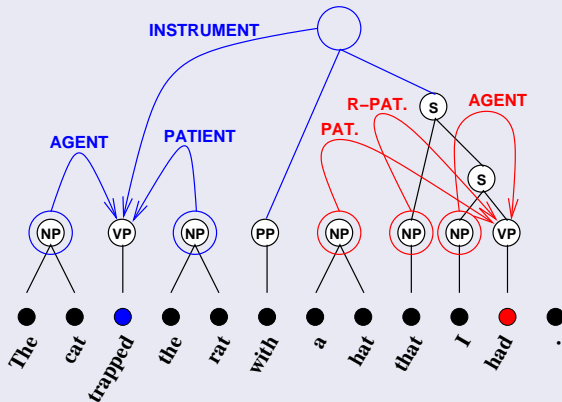 INSTRUMENT
S
R-PAT. AGENT
AGENT PATIENT PAT.
S
NP VP NP PP NP NP NP VP
The cat trapped the rat with a hat that I had .